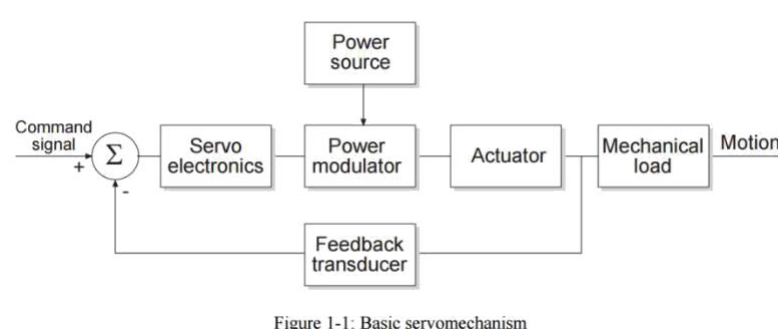 Power
source
Command
signal
+
Σ
-
Servo
electronics
Power
modulator
Actuator
Mechanical
load
Motion
Feedback
transducer
Figure 1-1: Basic servomechanism